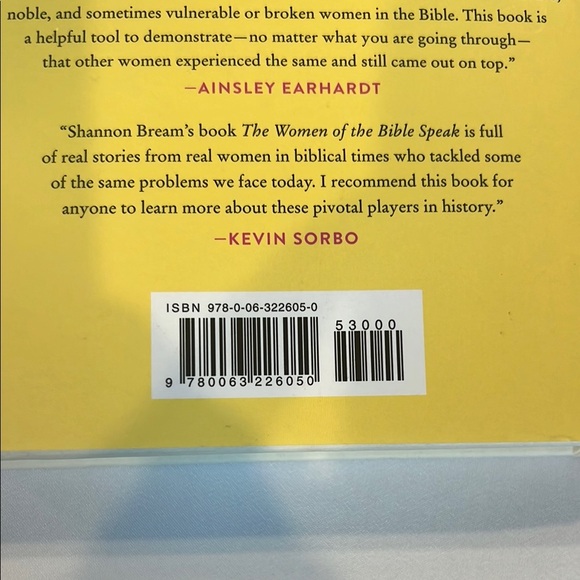 noble, and sometimes vulnerable or broken women in the Bible. This book is
a helpful tool to demonstrate—no matter what you are going through—
that other women experienced the same and still came out on top.”
—AINSLEY EARHARDT
“Shannon Bream’s book The Women of the Bible Speak is full
of real stories from real women in biblical times who tackled some
of the same problems we face today. I recommend this book for
anyone to learn more about these pivotal players in history.”
—KEVIN SORBO
ISBN 978-0-06-322605-0
53000
9 780063 226050